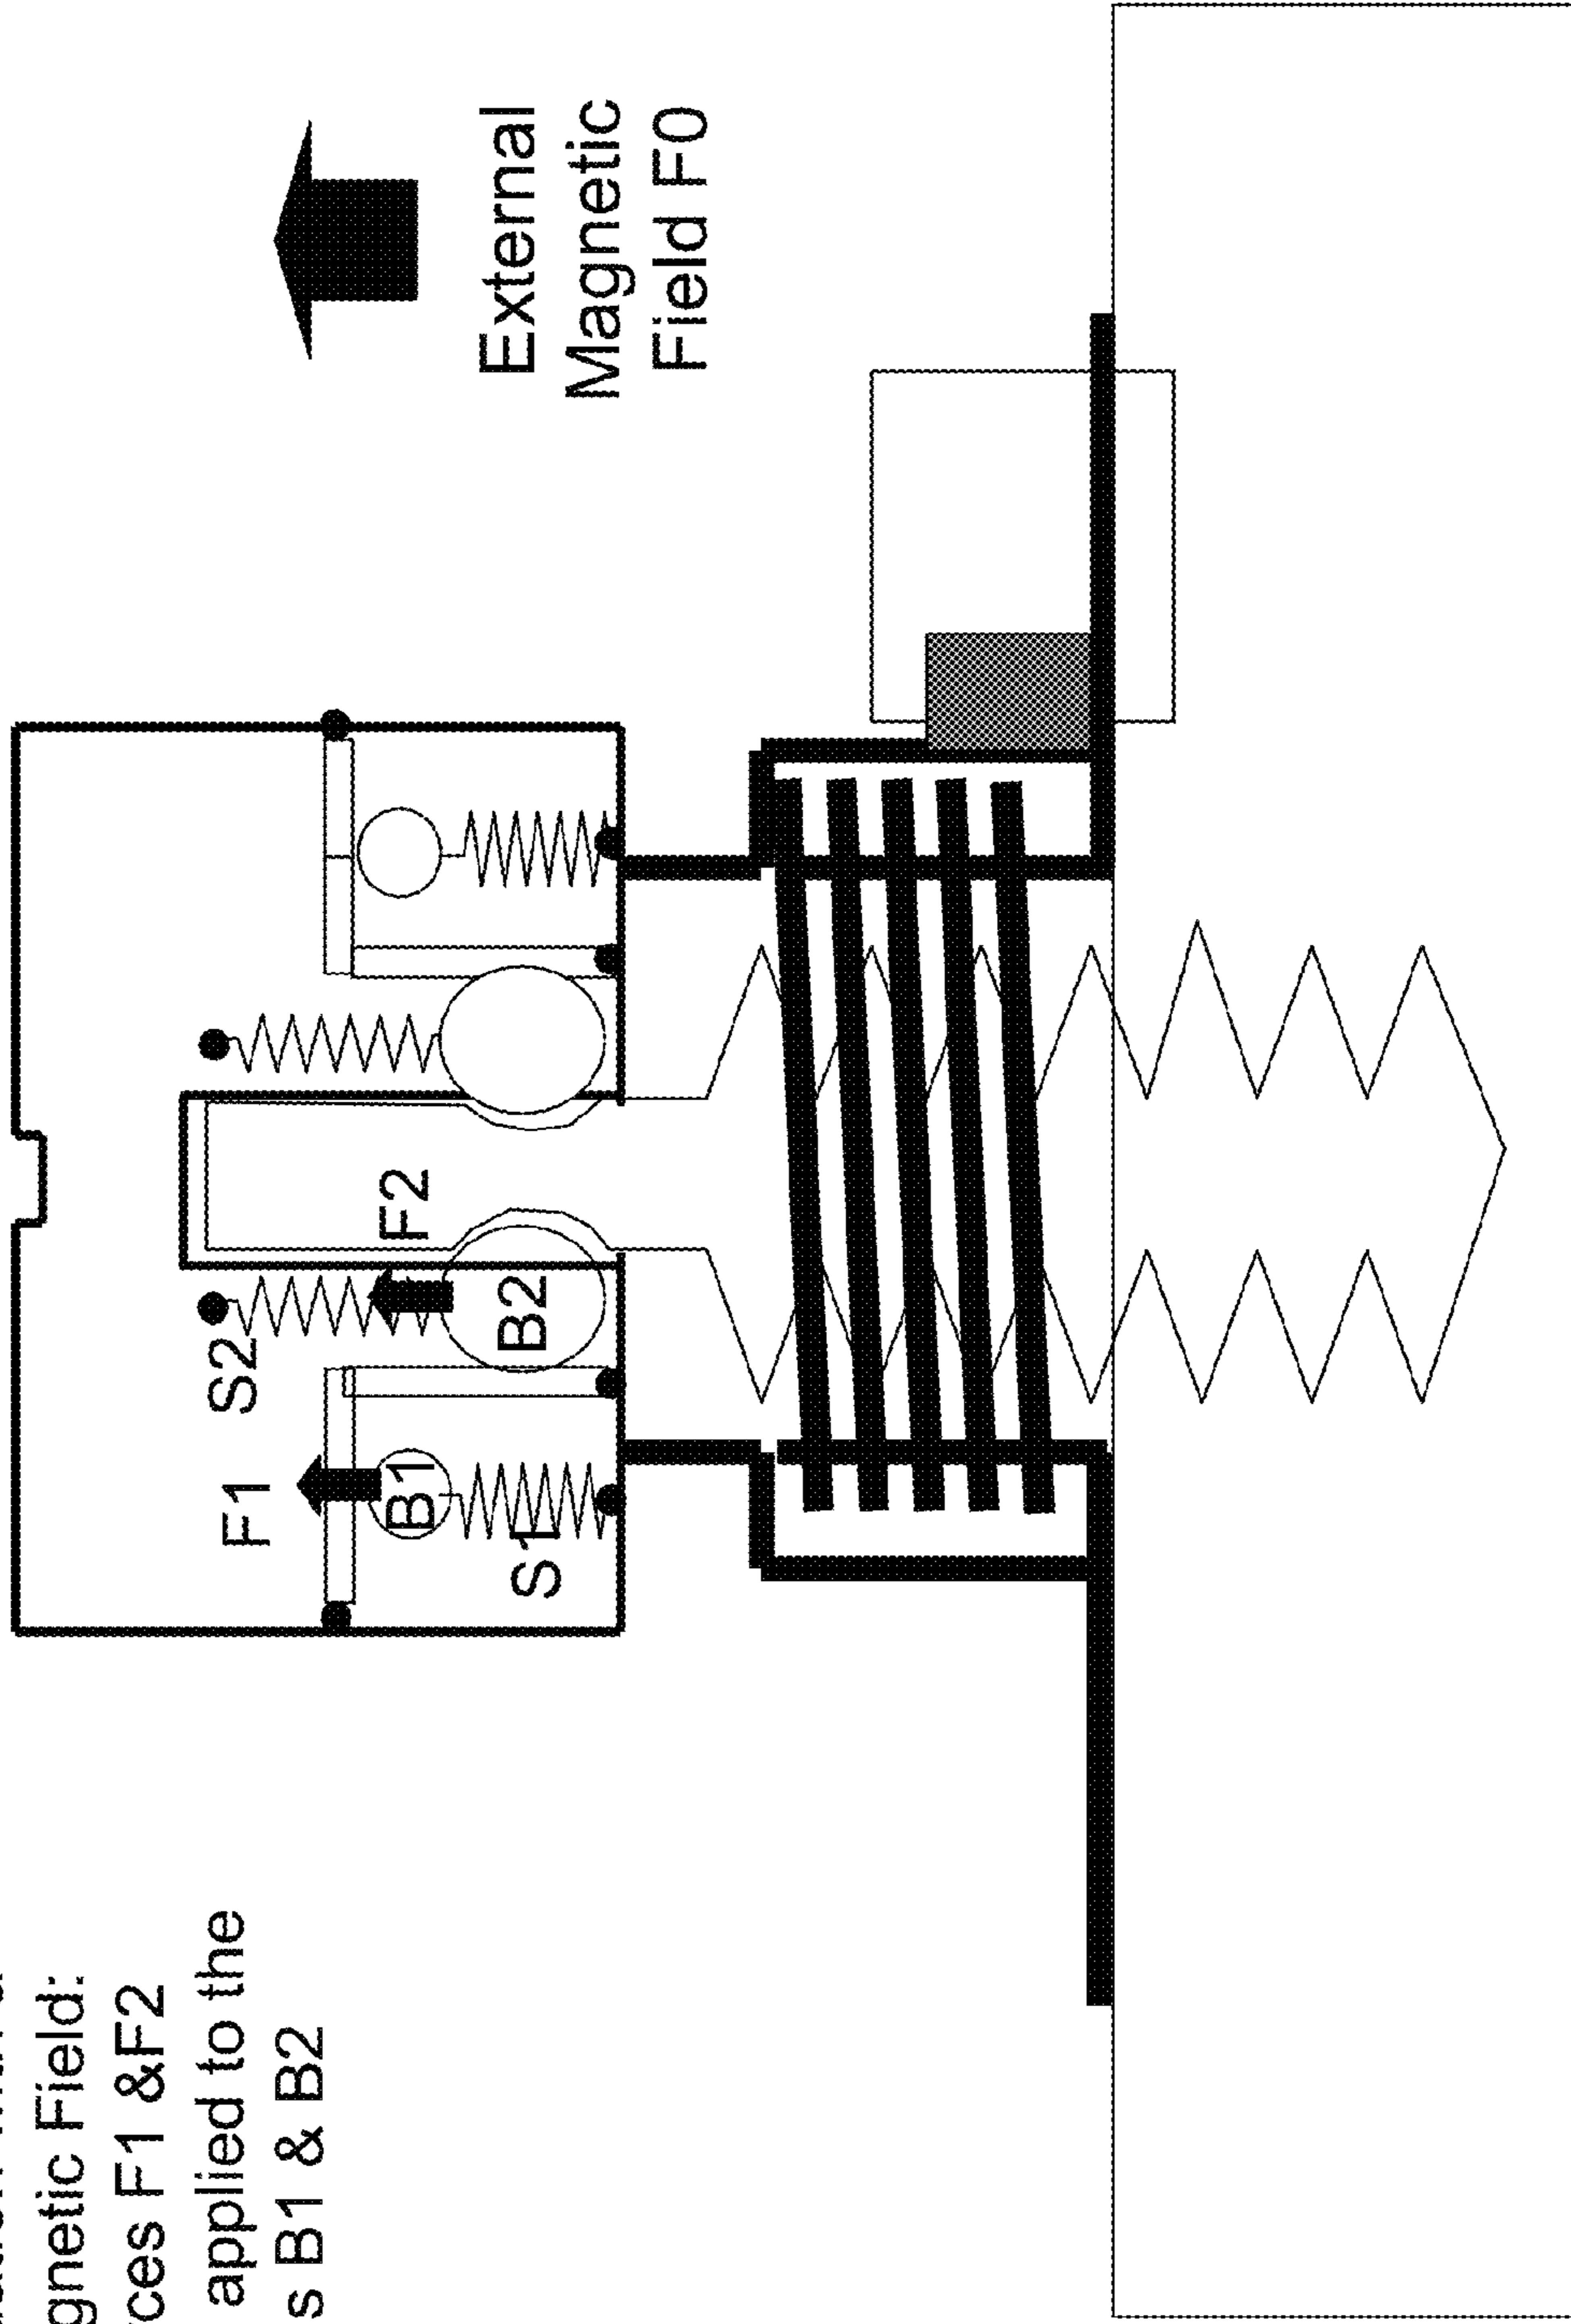 gnetic Field:
ces F1 &F2
applied to the
s B1 & B2
F1
S2
F2
B1
B2
S1
External
Magnetic
Field F0